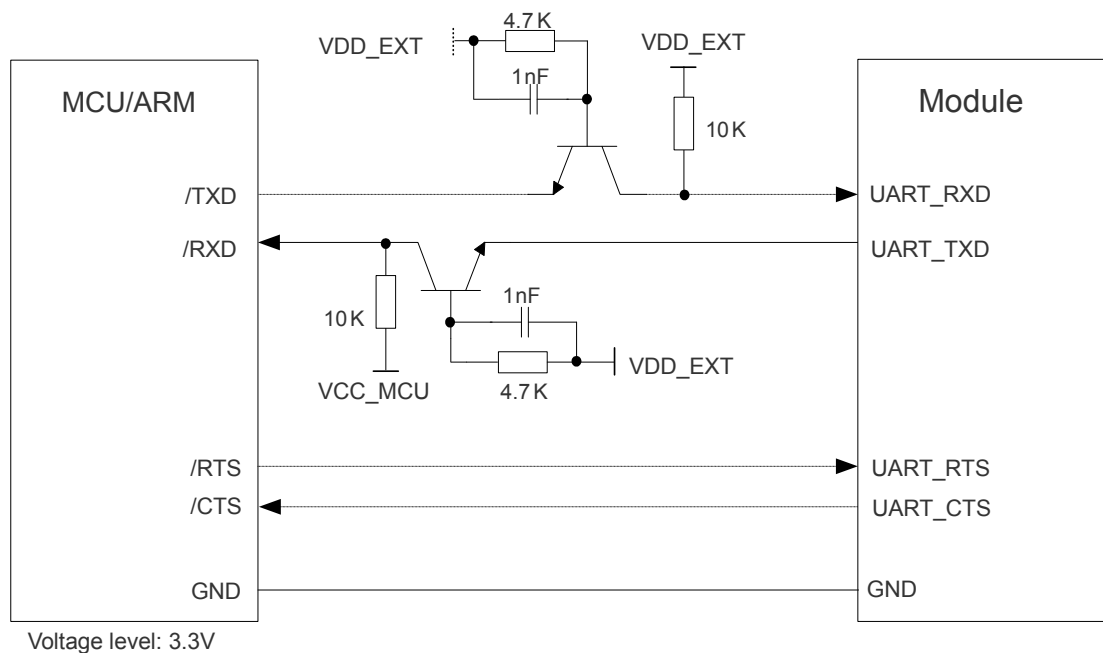 4.7K
VDD_EXT
VDD_EXT
1nF
MCU/ARM
Module
10K
/TXD
UART_RXD
/RXD
UART_TXD
1nF
10K
VDD_EXT
VCC_MCU
4.7K
/RTS
UART_RTS
/CTS
UART_CTS
GND
GND
Voltage level: 3.3V